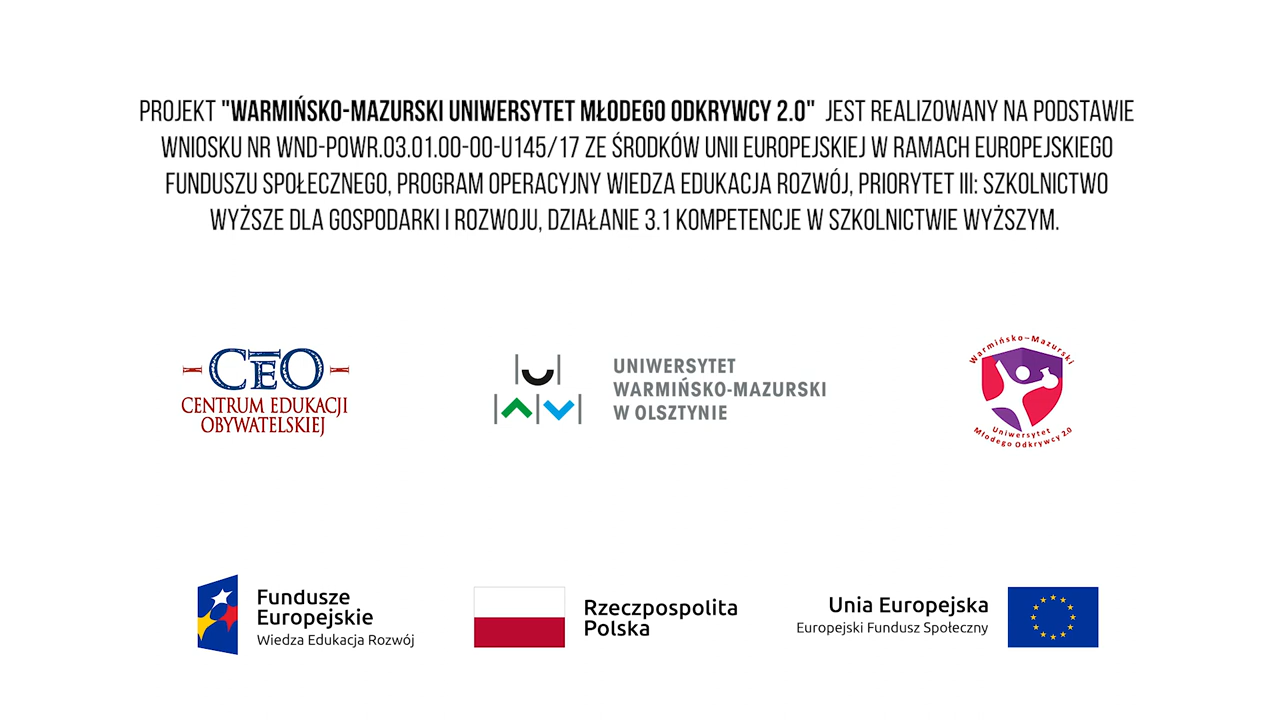 PROJEKT "WARMIŃSKO-MAZURSKI UNIWERSYTET MŁODEGO ODKRYWCY 2.0" JEST REALIZOWANY NA PODSTAWIE
WNIOSKU NR WND-POWR.03.01.00-00-U145/17 ZE ŚRODKÓW UNII EUROPEJSKIEJ W RAMACH EUROPEJSKIEGO
FUNDUSZU SPOŁECZNEGO, PROGRAM OPERACYJNY WIEDZA EDUKACJA ROZWÓJ, PRIORYTET III: SZKOLNICTWO
WYŻSZE DLA GOSPODARKI I ROZWOJU, DZIAŁANIE 3.1 KOMPETENCJE W SZKOLNICTWIE WYŻSZYM.
CEO
CENTRUM EDUKACJI
OBYWATELSKIEJ
UNIWERSYTET
WARMIŃSKO-MAZURSKI
W OLSZTYNIE
Warmińsko-Mazurski
Uniwersytet
Młodego Odkrywcy 2.0
Fundusze
Europejskie
Wiedza Edukacja Rozwój
Rzeczpospolita
Polska
Unia Europejska
Europejski Fundusz Społeczny